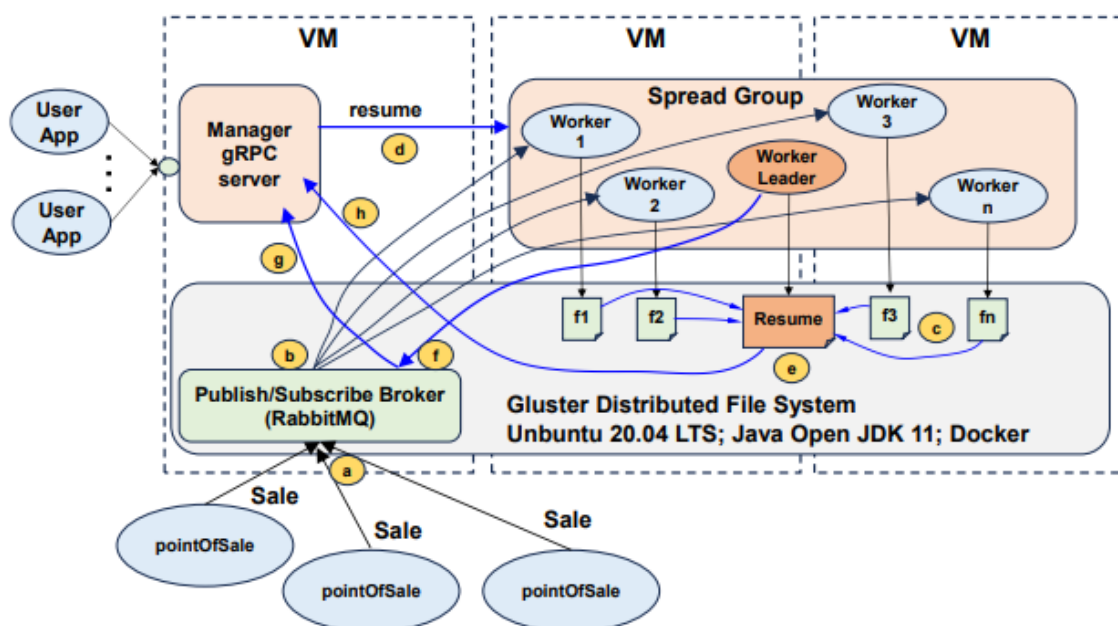 VM
VM
VM
User
App
User
App
Manager
gRPC
server
resume
d
Spread Group
Worker
1
Worker
2
Worker
Leader
Worker
3
Worker
n
h
g
f1
f2
Resume
f3
fn
c
b
f
e
Publish/Subscribe Broker
(RabbitMQ)
Gluster Distributed File System
Unbuntu 20.04 LTS; Java Open JDK 11; Docker
a
Sale
Sale
Sale
pointOfSale
pointOfSale
pointOfSale